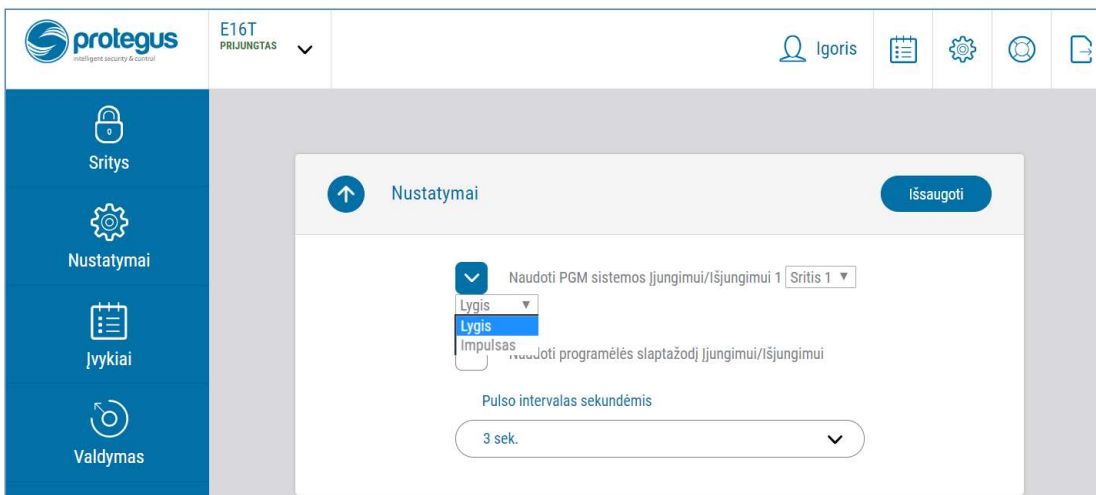 protegus
intelligent security & control
E16T
PRIJUNGTAS
Igoris
Sritys
Nustatymai
Įvykiai
Valdymas
Nustatymai
Išsaugoti
Naudoti PGM sistemos Įjungimui/Išjungimui 1 Sritis 1
Lygis
Lygis
Impulsas
Naudoti programėlės slaptažodį Įjungimui/Išjungimui
Pulso intervalas sekundėmis
3 sek.